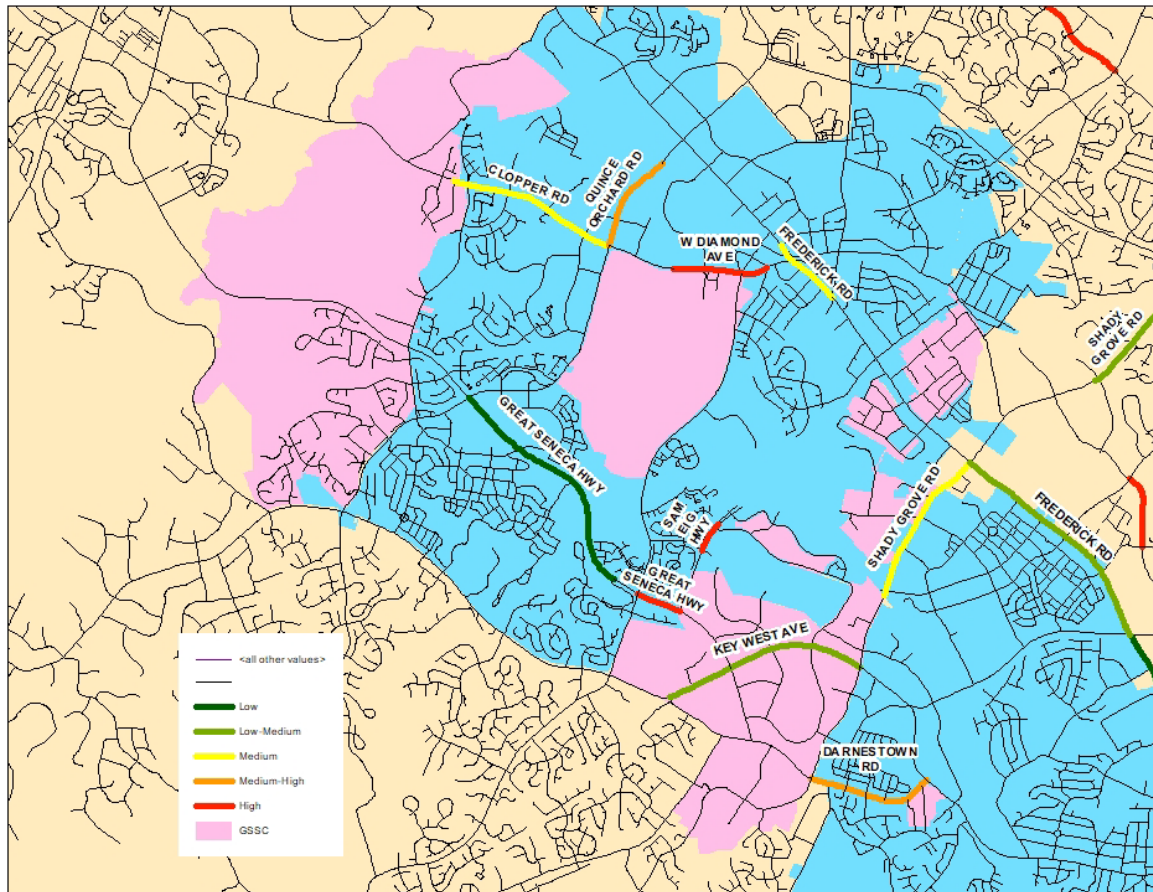 CLOPPER RD
QUINCE
ORCHARD RD
W DIAMOND
AVE
FREDERICK RD
SHADY
GROVE RD
GREAT SENECA HWY
SAM
EIG
HWY
SHADY GROVE RD
FREDERICK RD
GREAT
SENECA HWY
KEY WEST AVE
DARNESTOWN
RD
<all other values>
Low
Low-Medium
Medium
Medium-High
High
GSSC